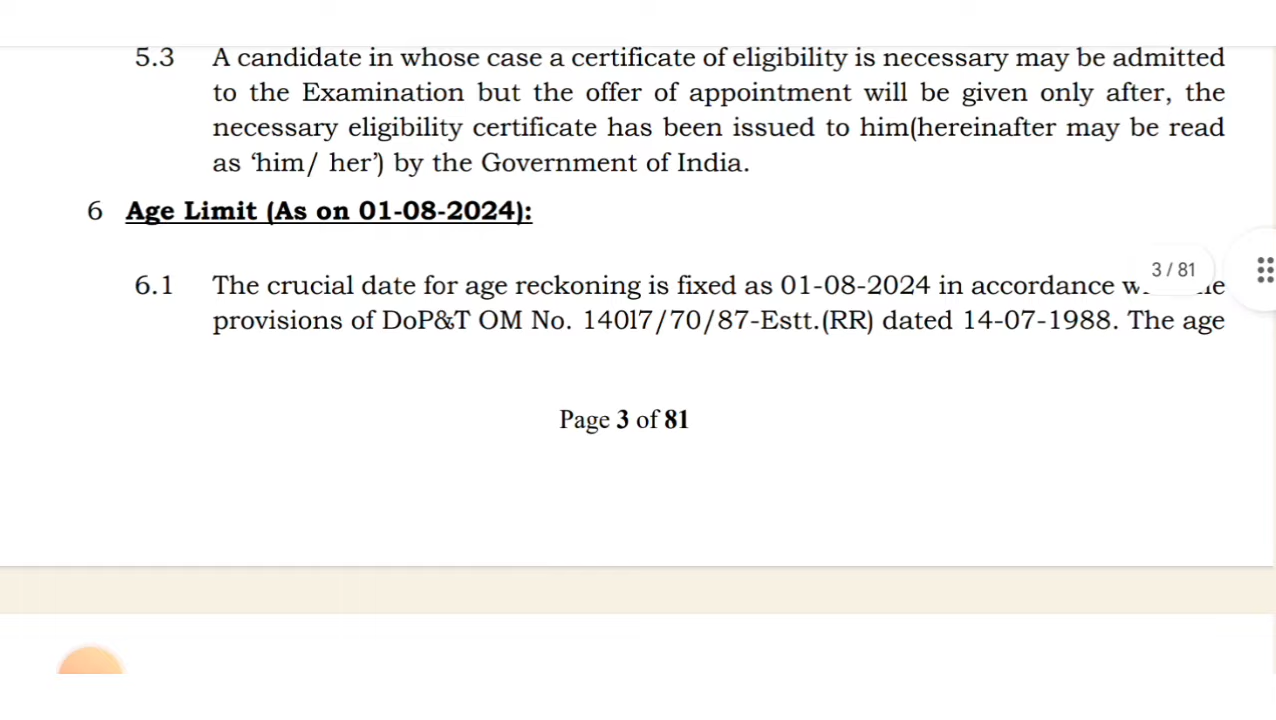 5.3 A candidate in whose case a certificate of eligibility is necessary may be admitted
to the Examination but the offer of appointment will be given only after, the
necessary eligibility certificate has been issued to him(hereinafter may be read
as ‘him/ her’) by the Government of India.
6 Age Limit (As on 01-08-2024):
3 / 81
6.1 The crucial date for age reckoning is fixed as 01-08-2024 in accordance
provisions of DoP&T OM No. 14017/70/87-Estt.(RR) dated 14-07-1988. The age
Page 3 of 81